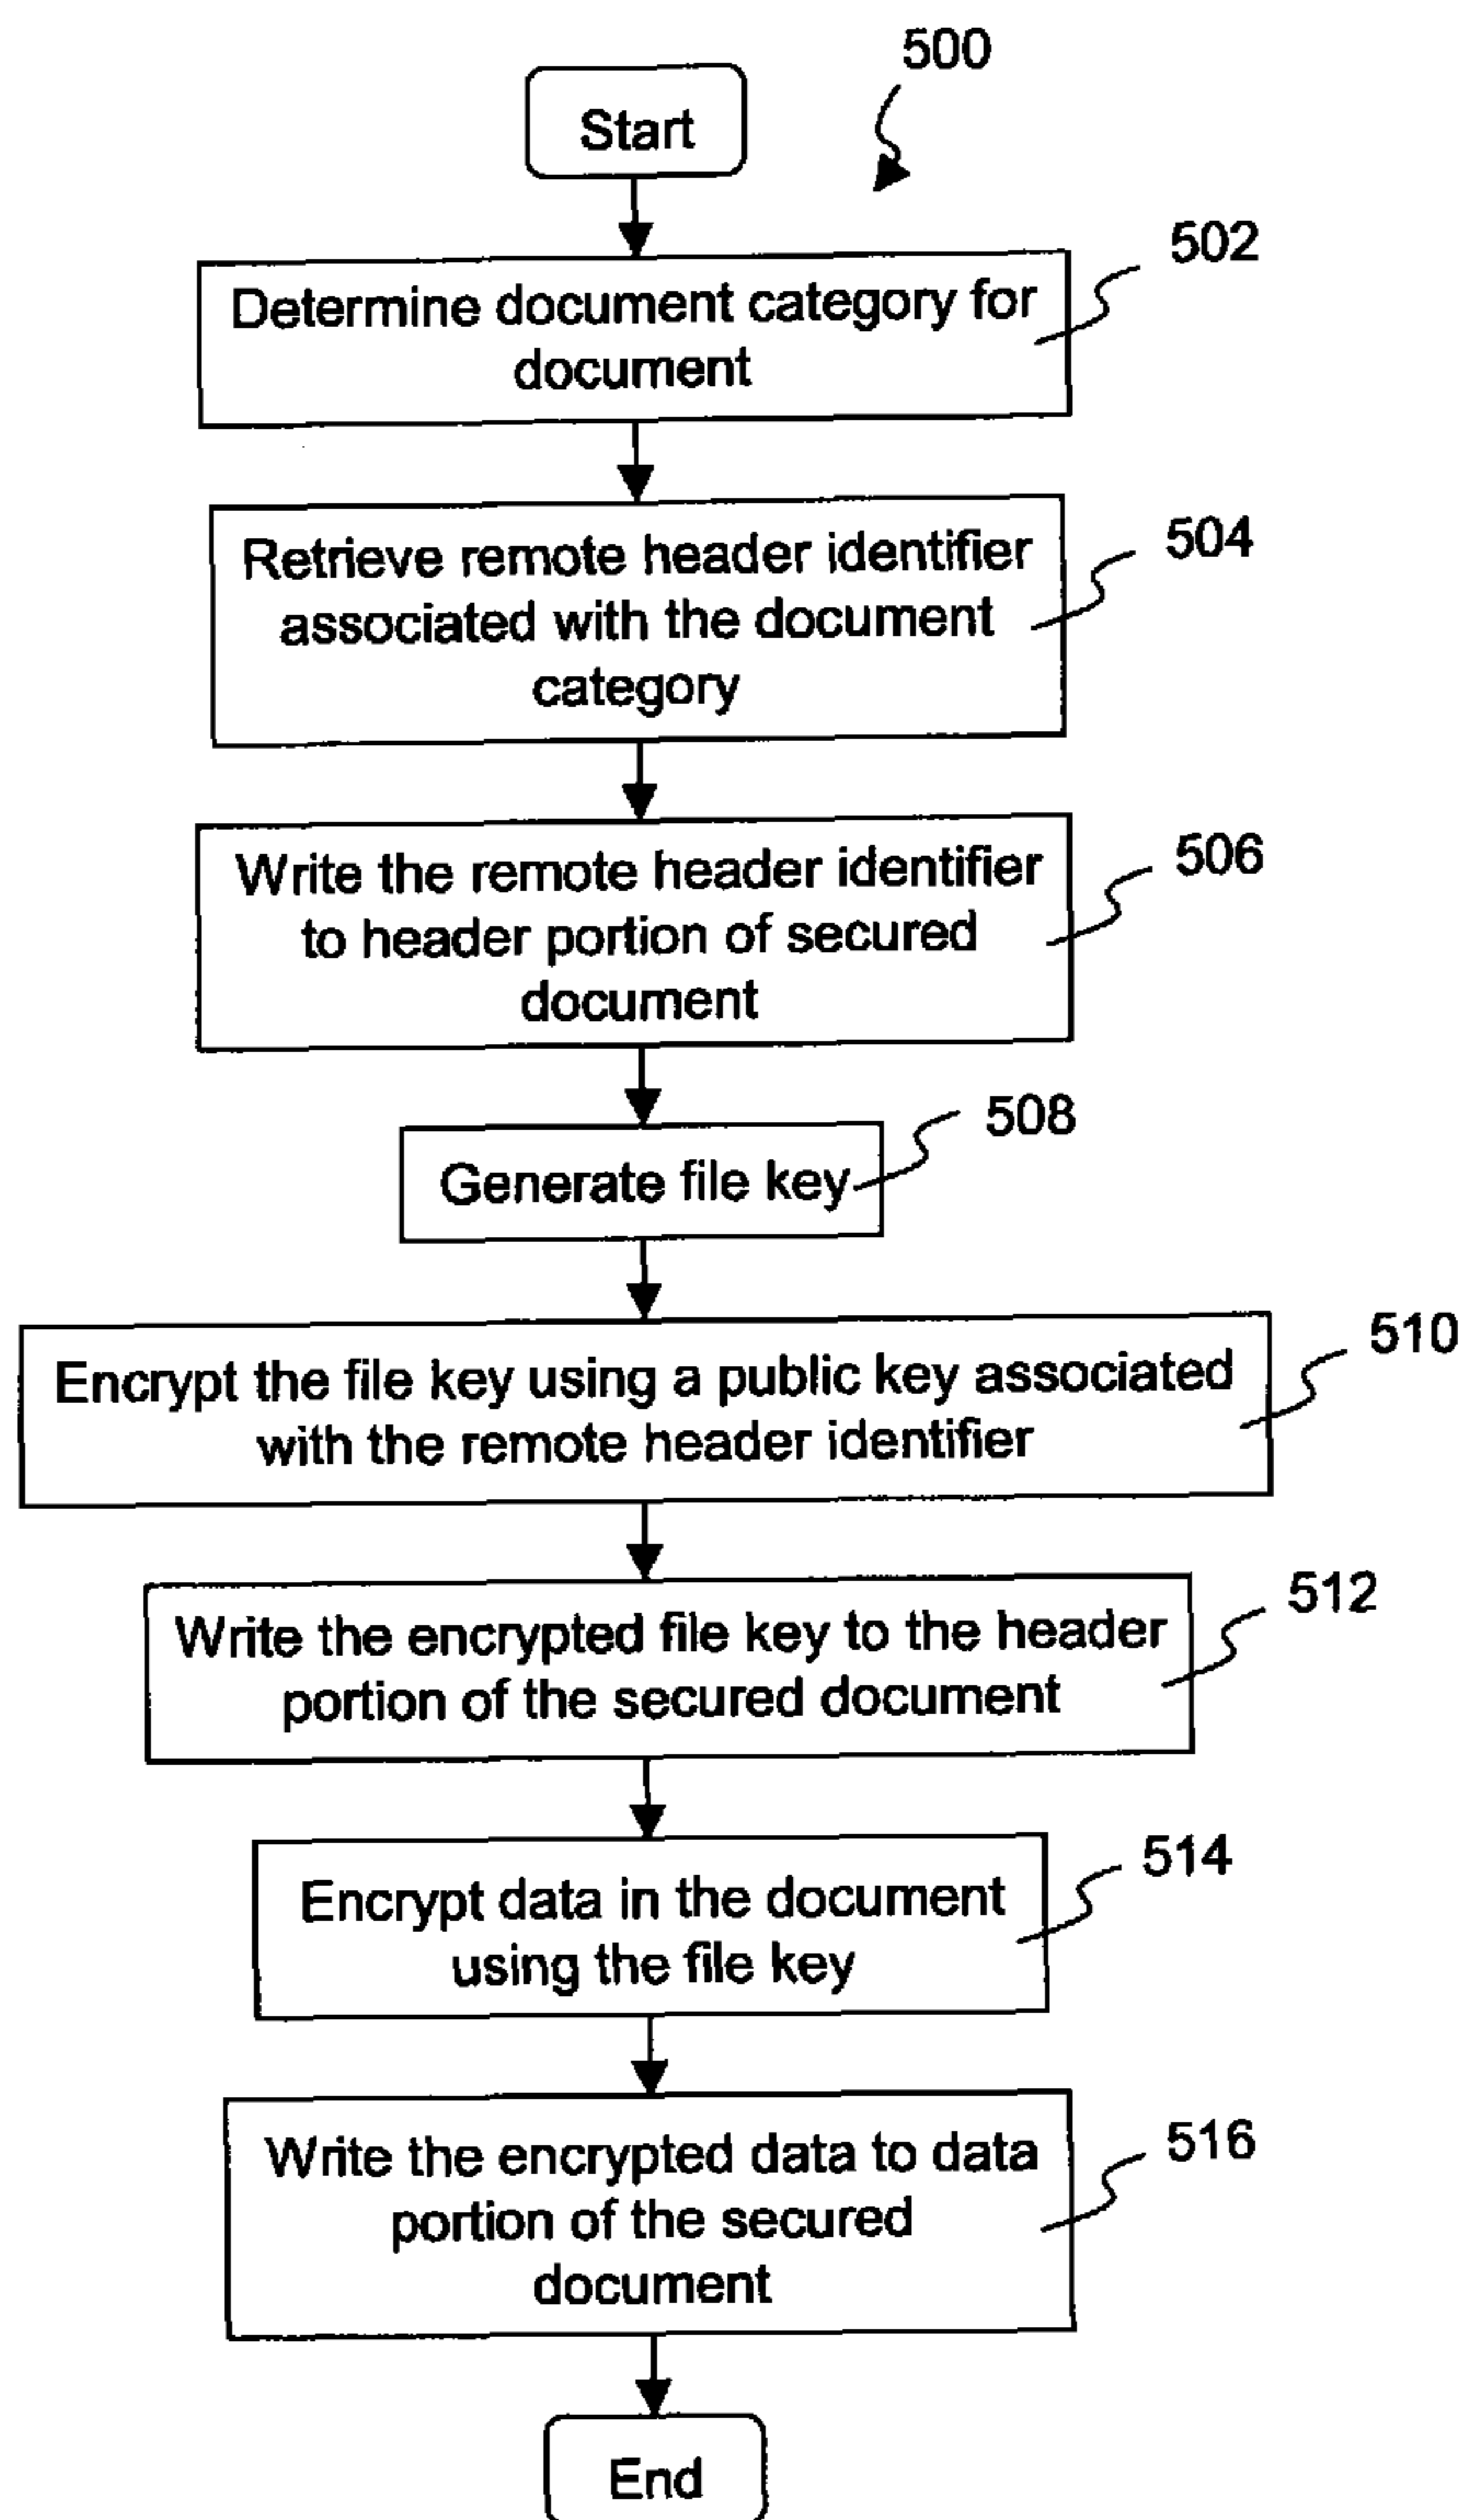 500
Start
502
Determine document category for
document
504
Retrieve remote header identifier
associated with the document
category
506
Write the remote header identifier
to header portion of secured
document
508
Generate file key
510
Encrypt the file key using a public key associated
with the remote header identifier
512
Write the encrypted file key to the header
portion of the secured document
514
Encrypt data in the document
using the file key
516
Write the encrypted data to data
portion of the secured
document
End